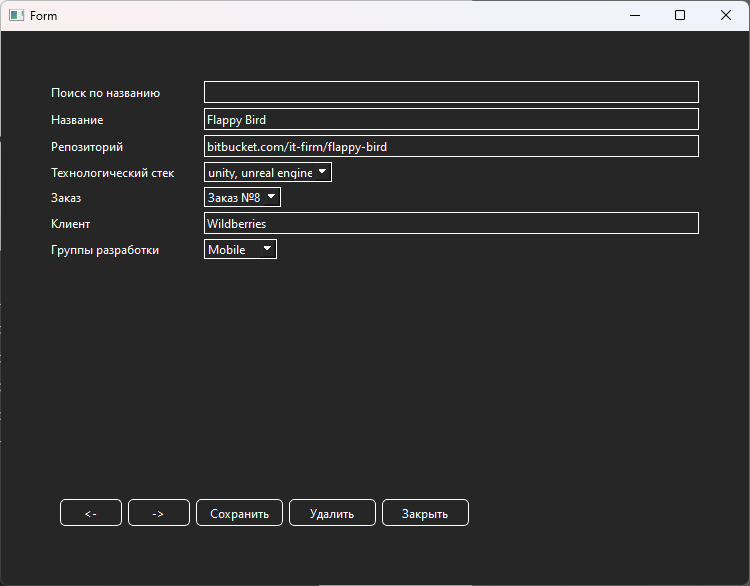 Form
Поиск по названию
Название Flappy Bird
Репозиторий bitbucket.com/it-firm/flappy-bird
Технологический стек unity, unreal engine
Заказ Заказ №8
Клиент Wildberries
Группы разработки Mobile
<- -> Сохранить Удалить Закрыть